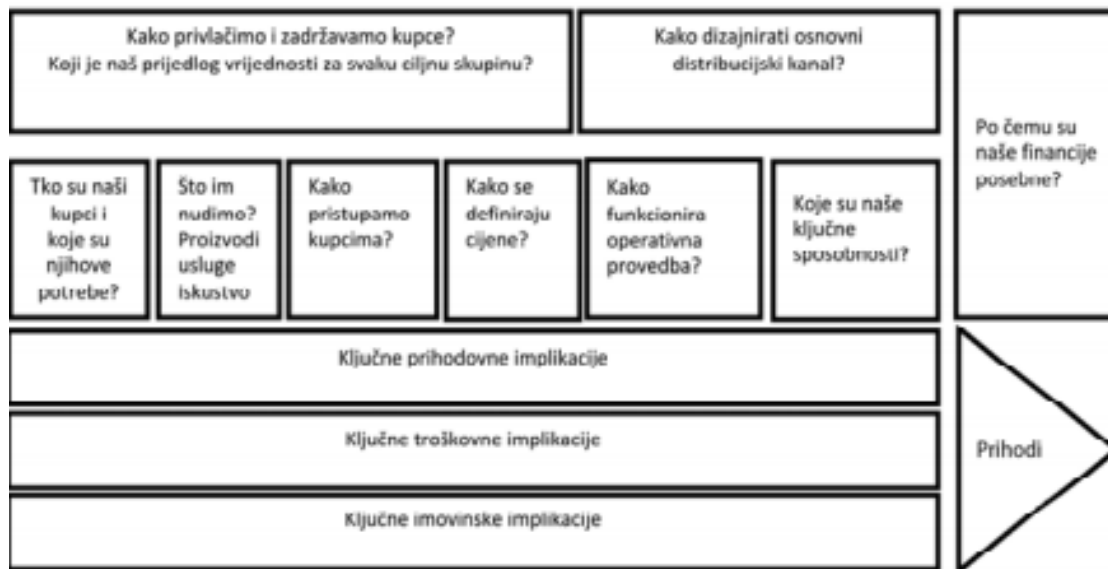 Kako privlačimo i zadržavamo kupce?
Koji je naš prijedlog vrijednosti za svaku ciljnu skupinu?
Kako dizajnirati osnovni
distribucijski kanal?
Po čemu su
naše financije
posebne?
Tko su naši
kupci i
koje su
njihove
potrebe?
Što im
nudimo?
Proizvodi
usluge
iskustvo
Kako
pristupamo
kupcima?
Kako se
definiraju
cijene?
Kako
funkcionira
operativna
provedba?
Koje su naše
ključne
sposobnosti?
Ključne prihodovne implikacije
Ključne troškovne implikacije
Ključne imovinske implikacije
Prihodi